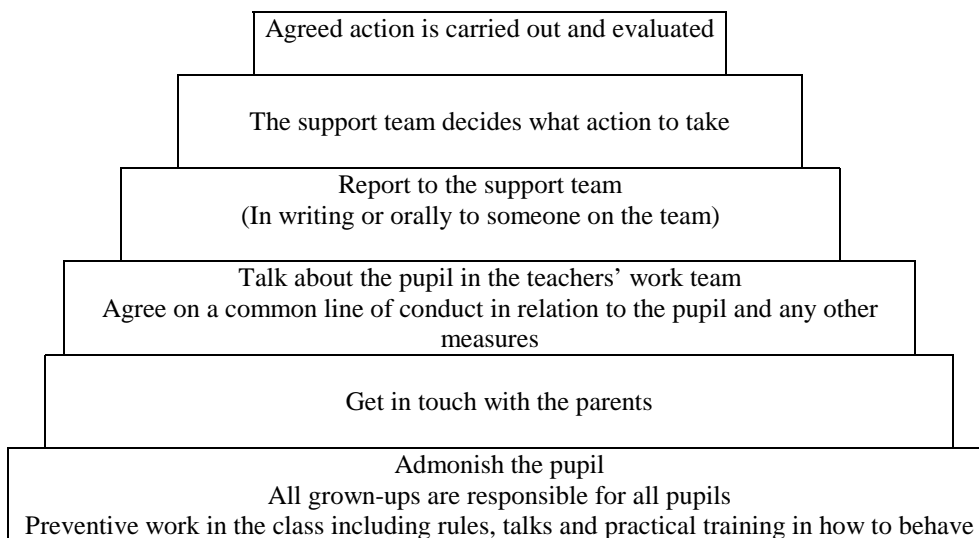 Agreed action is carried out and evaluated
The support team decides what action to take
Report to the support team
(In writing or orally to someone on the team)
Talk about the pupil in the teachers’ work team
Agree on a common line of conduct in relation to the pupil and any other
measures
Get in touch with the parents
Admonish the pupil
All grown-ups are responsible for all pupils
Preventive work in the class including rules, talks and practical training in how to behave